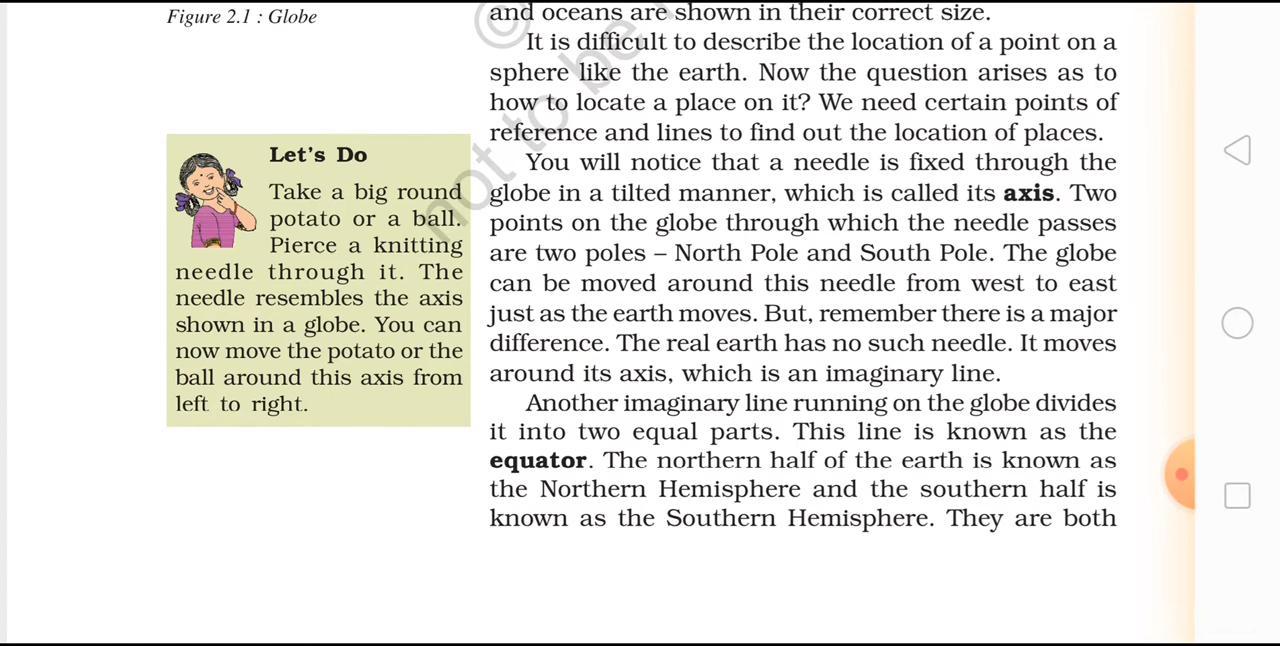 Figure 2.1 : Globe
Let's Do
Take a big round
potato or a ball.
Pierce a knitting
needle through it. The
needle resembles the axis
shown in a globe. You can
now move the potato or the
ball around this axis from
left to right.
and oceans are shown in their correct size.
It is difficult to describe the location of a point on a
sphere like the earth. Now the question arises as to
how to locate a place on it? We need certain points of
reference and lines to find out the location of places.
You will notice that a needle is fixed through the
globe in a tilted manner, which is called its axis. Two
points on the globe through which the needle passes
are two poles – North Pole and South Pole. The globe
can be moved around this needle from west to east
just as the earth moves. But, remember there is a major
difference. The real earth has no such needle. It moves
around its axis, which is an imaginary line.
Another imaginary line running on the globe divides
it into two equal parts. This line is known as the
equator. The northern half of the earth is known as
the Northern Hemisphere and the southern half is
known as the Southern Hemisphere. They are both
©
not to be